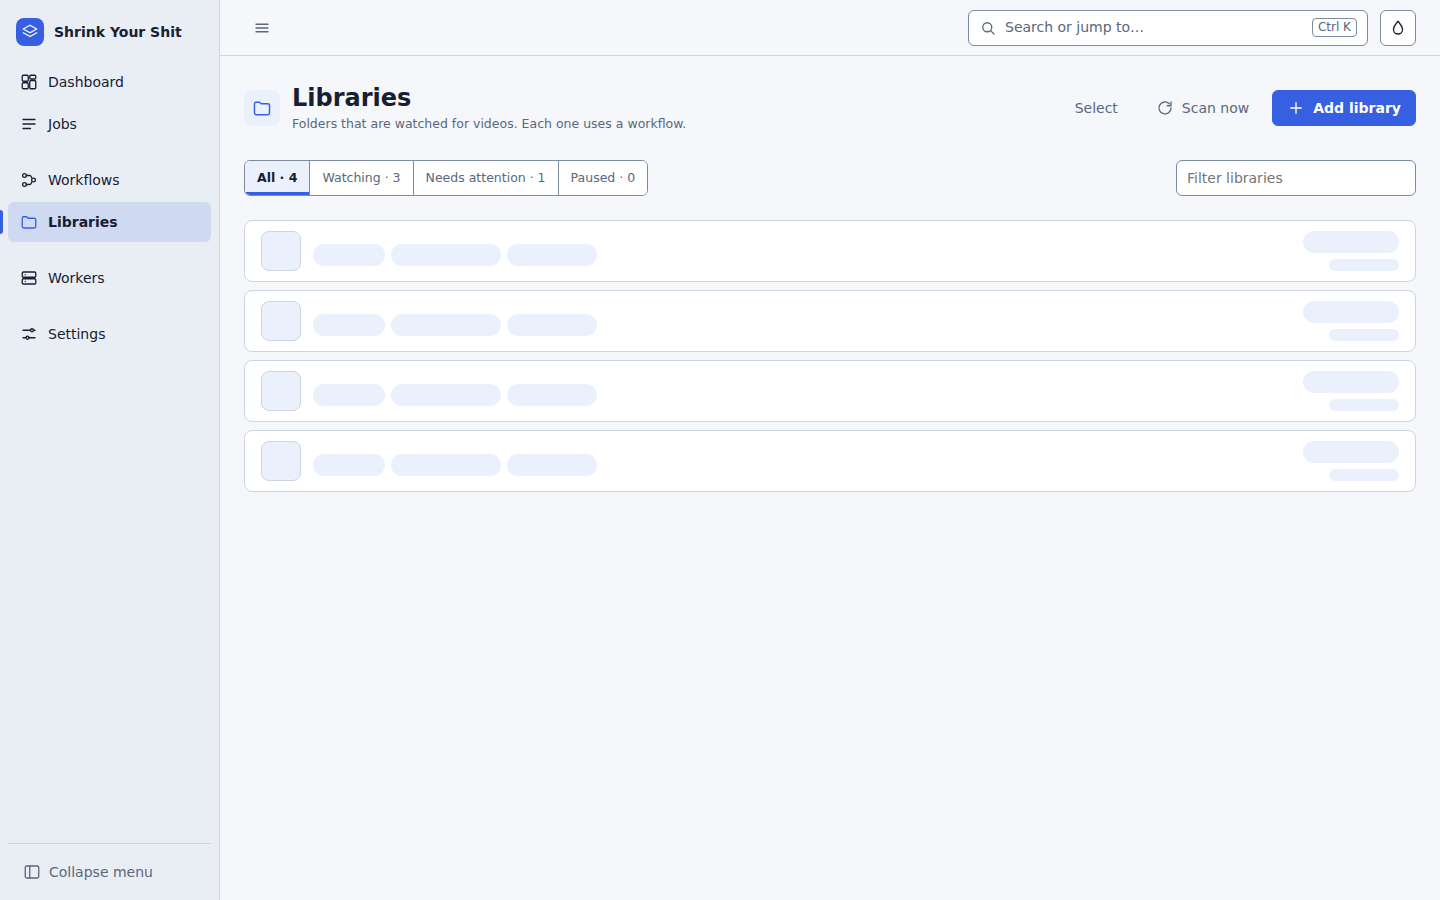 Shrink Your Shit
Dashboard
Jobs
Workflows
Libraries
Workers
Settings
Collapse menu
Search or jump to…
Ctrl K
Libraries
Folders that are watched for videos. Each one uses a workflow.
Select
Scan now
Add library
All · 4
Watching · 3
Needs attention · 1
Paused · 0
Filter libraries